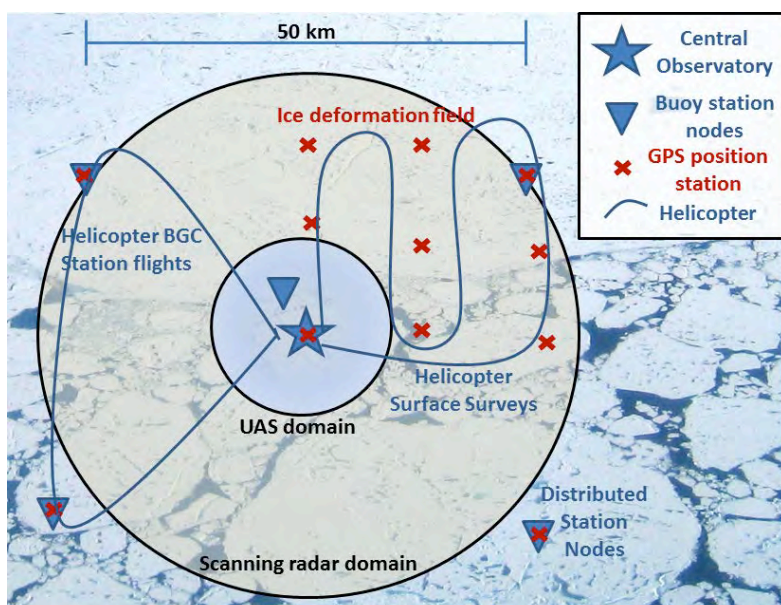 50 km
Central
Observatory
Buoy station
nodes
GPS position
station
Helicopter
Ice deformation field
Helicopter BGC
Station flights
Helicopter
Surface Surveys
UAS domain
Distributed
Station
Nodes
Scanning radar domain